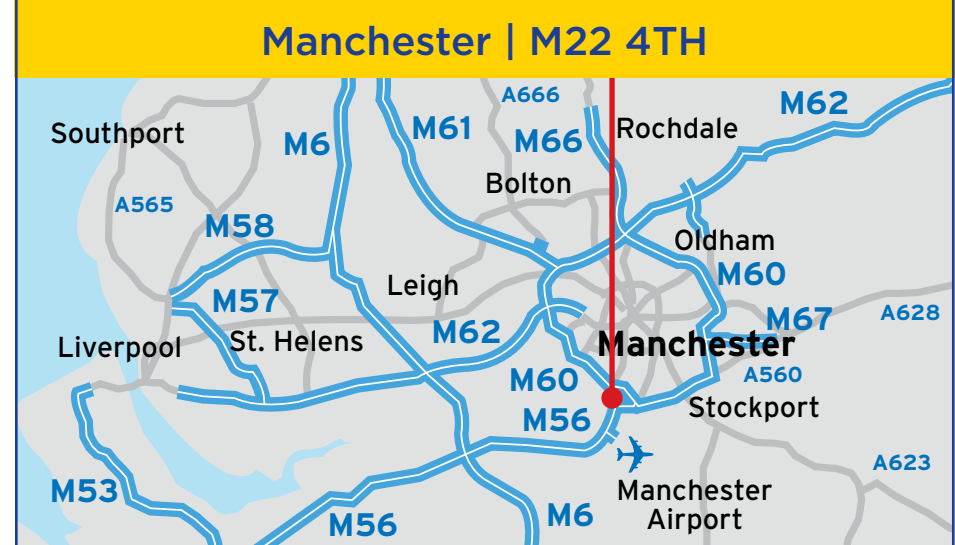 Manchester | M22 4TH
A666
M62
Southport
M6
M61
M66
Rochdale
Bolton
A565
M58
Oldham
M60
Leigh
M57
M62
M67
A628
Liverpool
St. Helens
Manchester
M60
A560
M56
Stockport
A623
M53
Manchester
Airport
M56
M6